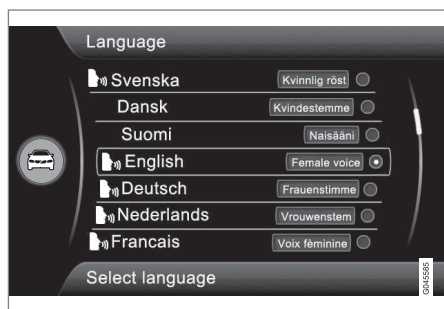 Language
Svenska Kvinnlig röst
Dansk Kvindestemme
Suomi Naisääni
English Female voice
Deutsch Frauenstimme
Nederlands Vrouwenstem
Francais Voix fèminine
Select language
G045585